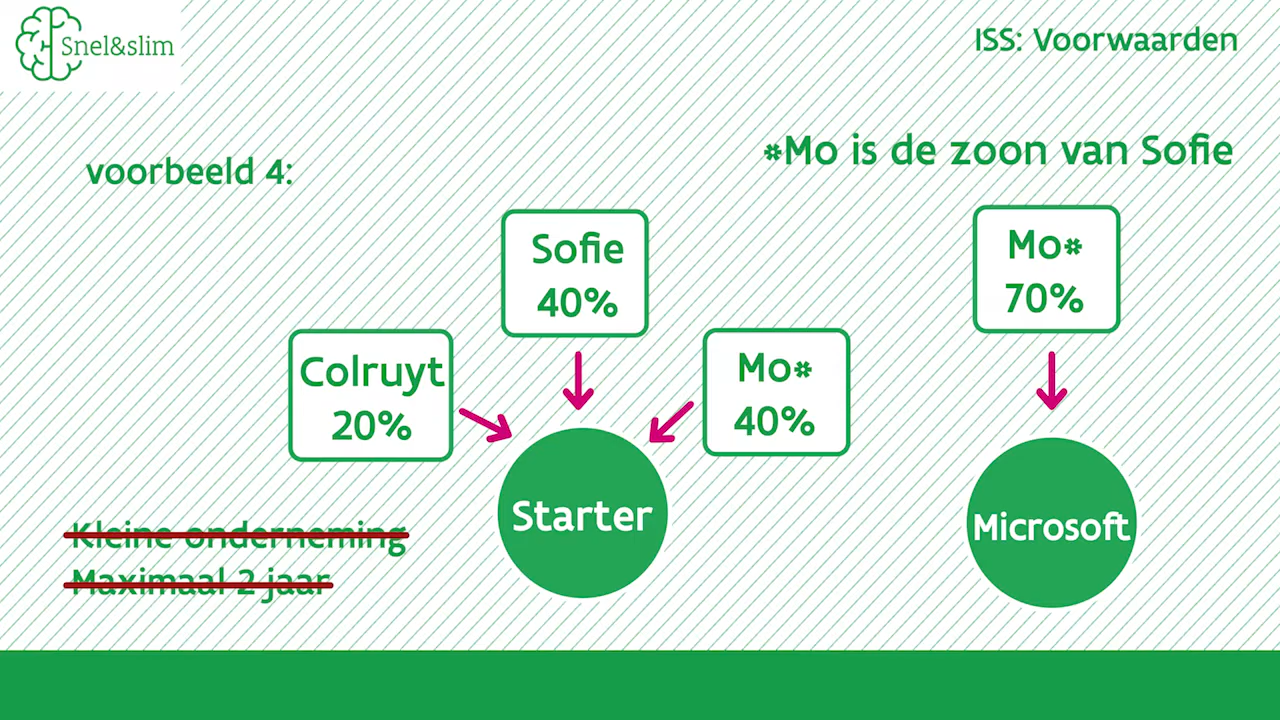 Snel&slim
ISS: Voorwaarden
*Mo is de zoon van Sofie
voorbeeld 4:
Sofie
40%
Mo*
70%
Colruyt
20%
Mo*
40%
Starter
Microsoft
Kleine onderneming
Maximaal 2 jaar